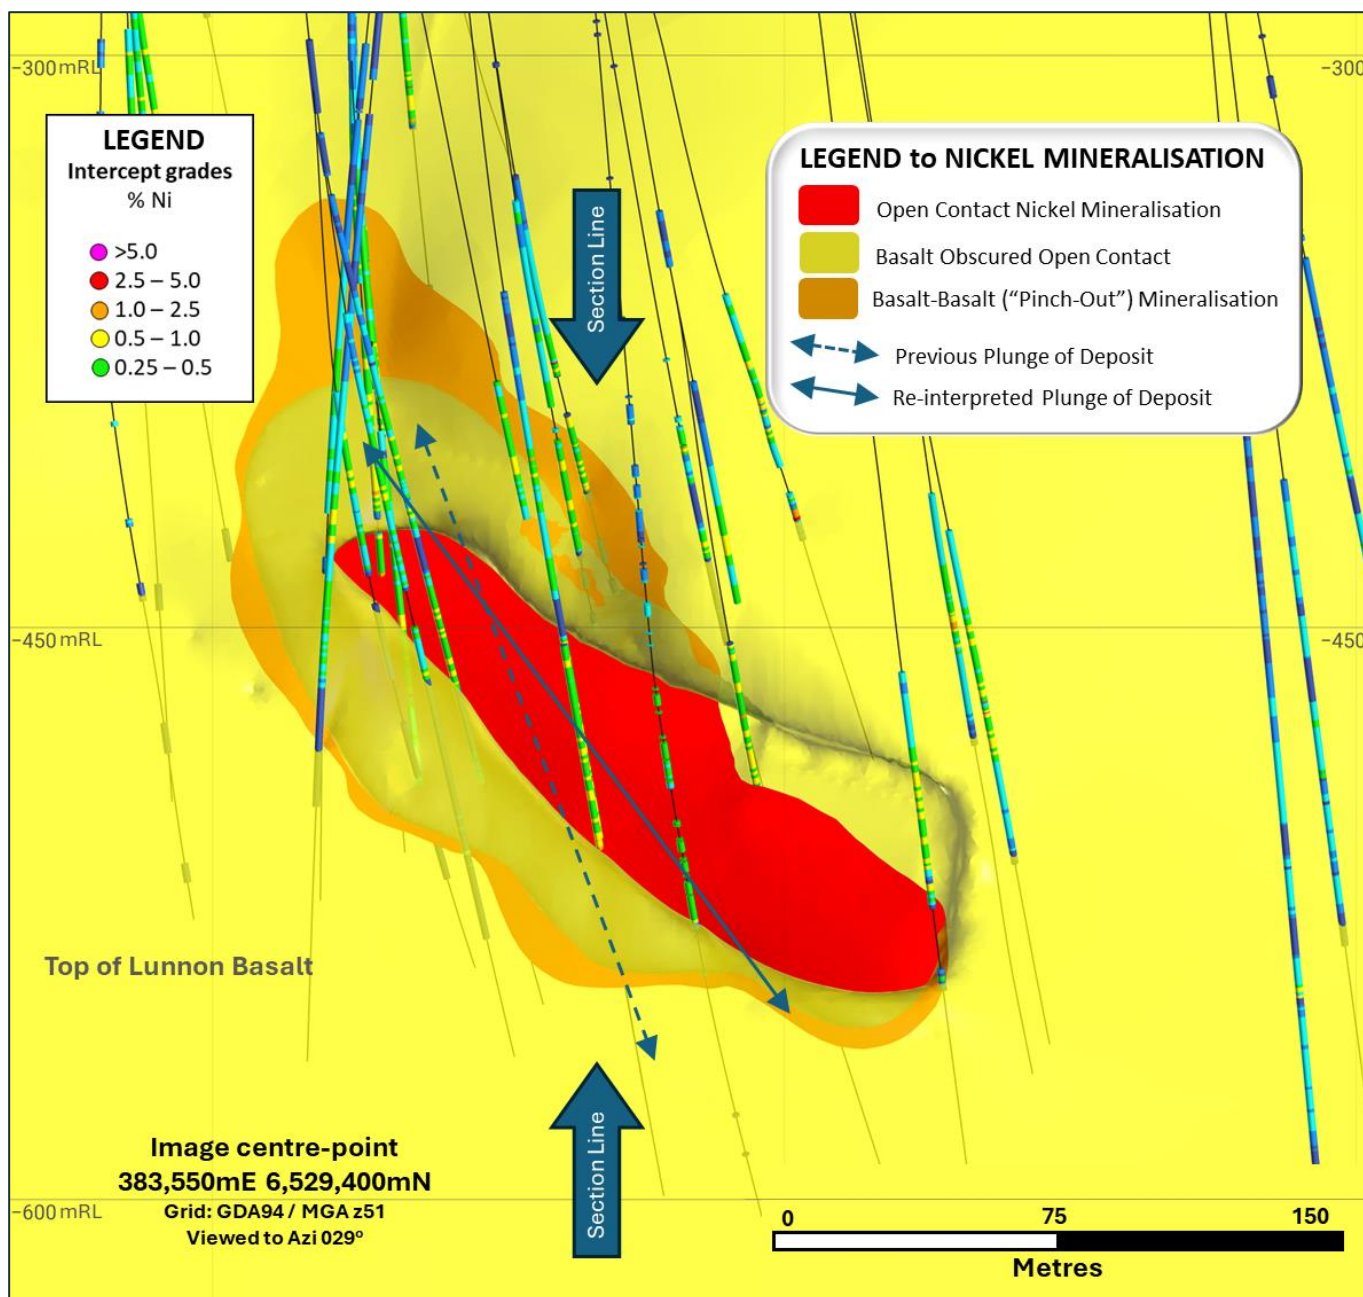 -300mRL
-300
LEGEND
Intercept grades
% Ni
>5.0
2.5 – 5.0
1.0 – 2.5
0.5 – 1.0
0.25 – 0.5
Section Line
LEGEND to NICKEL MINERALISATION
Open Contact Nickel Mineralisation
Basalt Obscured Open Contact
Basalt-Basalt (“Pinch-Out”) Mineralisation
Previous Plunge of Deposit
Re-interpreted Plunge of Deposit
-450mRL
-450
Top of Lunnon Basalt
Section Line
Image centre-point
383,550mE 6,529,400mN
Grid: GDA94 / MGA z51
Viewed to Azi 029º
-600mRL
0 75 150
Metres